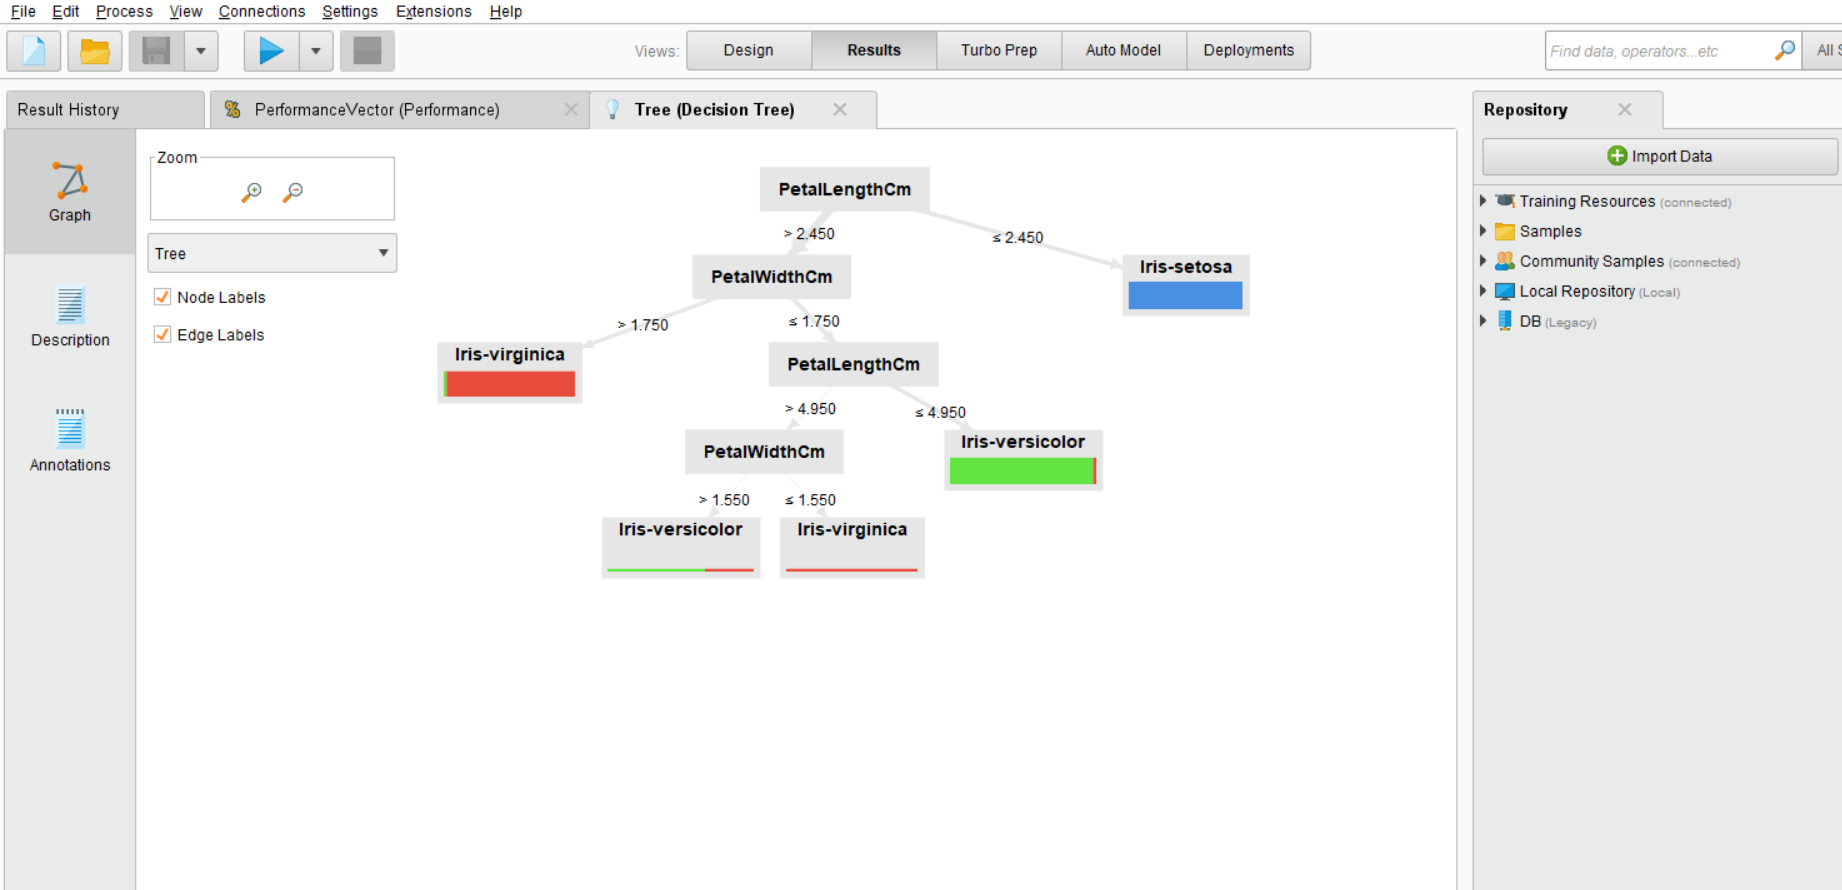 File Edit Process View Connections Settings Extensions Help
Views: Design Results Turbo Prep Auto Model Deployments
Find data, operators...etc
All S
Result History
PerformanceVector (Performance)
Tree (Decision Tree)
Repository
Graph
Description
Annotations
Zoom
Tree
Node Labels
Edge Labels
PetalLengthCm
> 2.450
≤ 2.450
PetalWidthCm
Iris-setosa
> 1.750
≤ 1.750
Iris-virginica
PetalLengthCm
> 4.950
≤ 4.950
PetalWidthCm
Iris-versicolor
> 1.550
≤ 1.550
Iris-versicolor
Iris-virginica
Import Data
Training Resources (connected)
Samples
Community Samples (connected)
Local Repository (Local)
DB (Legacy)